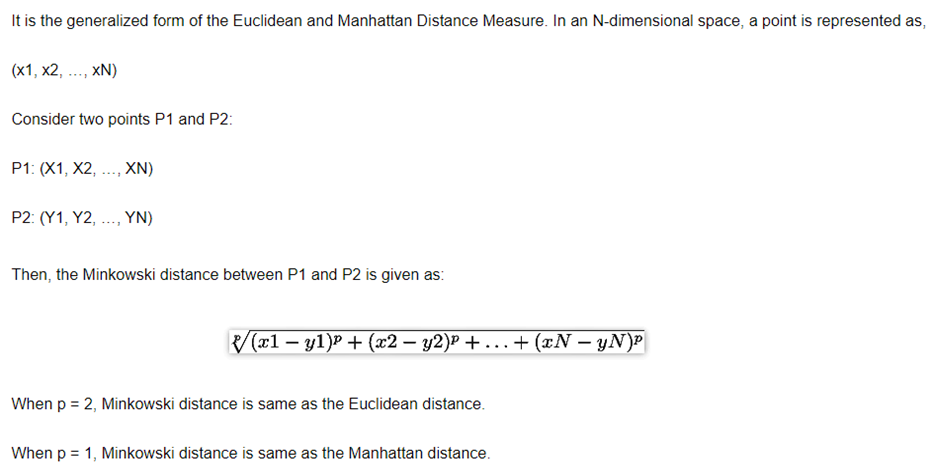 It is the generalized form of the Euclidean and Manhattan Distance Measure. In an N-dimensional space, a point is represented as,
(x1, x2, ..., xN)
Consider two points P1 and P2:
P1: (X1, X2, ..., XN)
P2: (Y1, Y2, ..., YN)
Then, the Minkowski distance between P1 and P2 is given as:
ᵖ√(x1 − y1)ᵖ + (x2 − y2)ᵖ + ... + (xN − yN)ᵖ
When p = 2, Minkowski distance is same as the Euclidean distance.
When p = 1, Minkowski distance is same as the Manhattan distance.